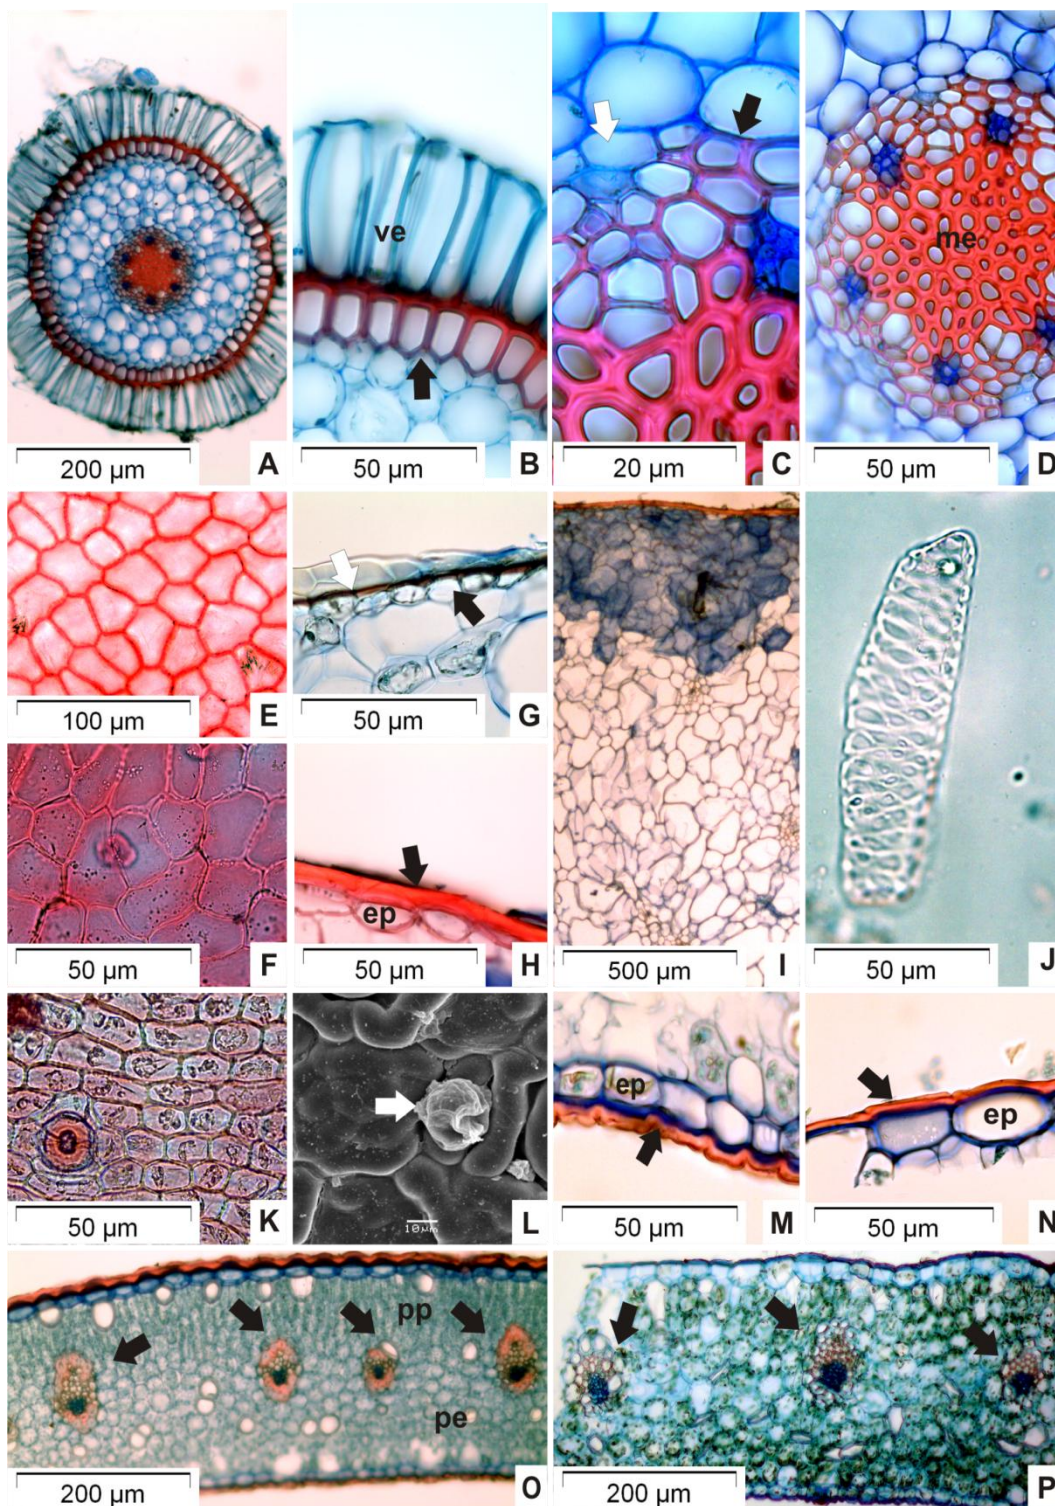 ve
me
200 µm A
50 µm B
20 µm C
50 µm D
100 µm E
50 µm G
ep
50 µm F
50 µm H
500 µm I
50 µm J
ep
ep
50 µm K
10µm L
50 µm M
50 µm N
pp
pe
200 µm O
200 µm P